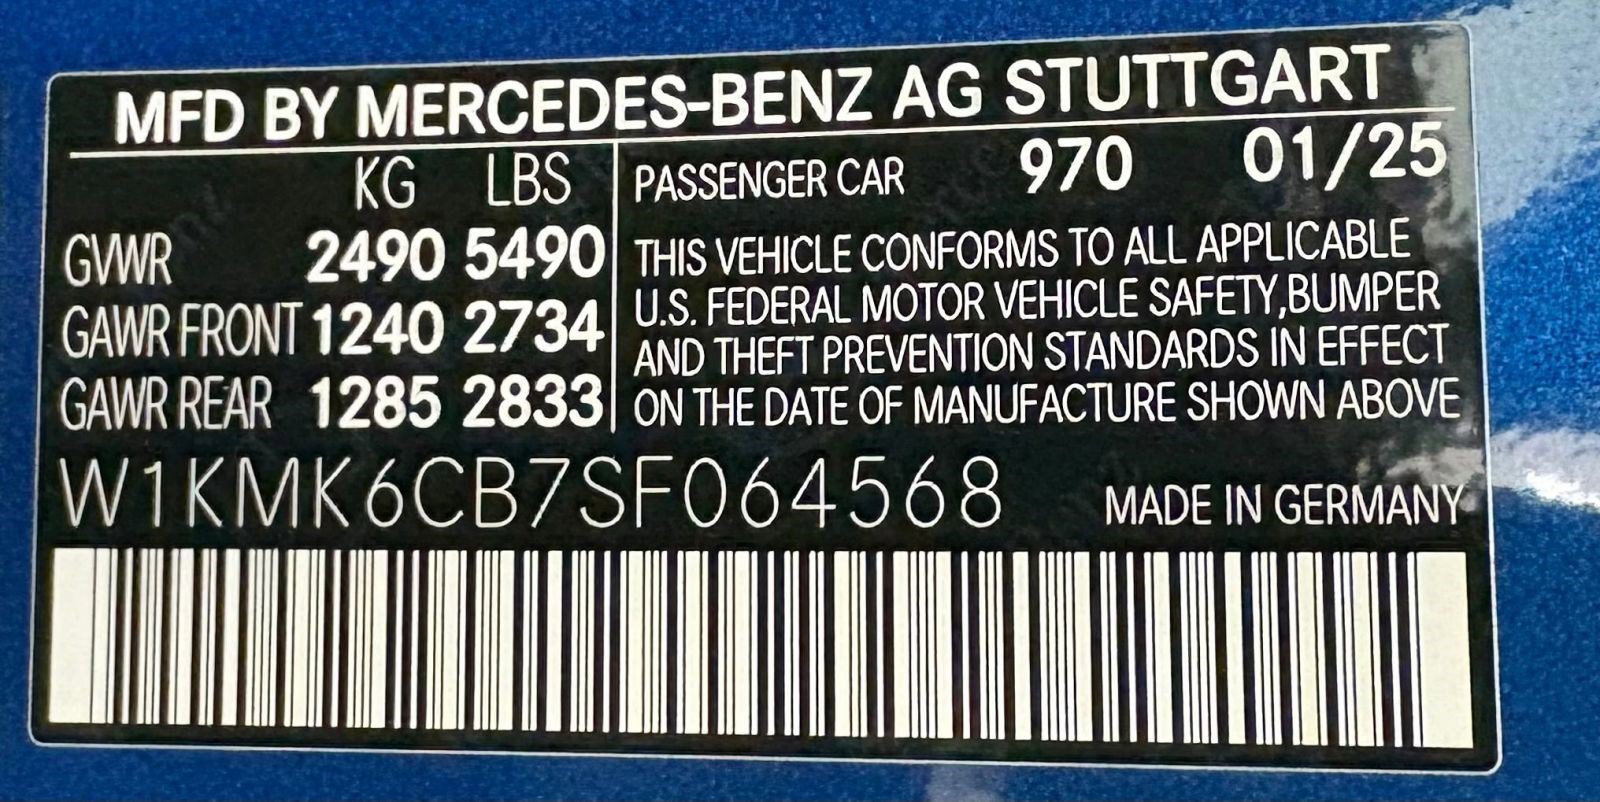 MFD BY MERCEDES-BENZ AG STUTTGART
KG LBS
GVWR 2490 5490
GAWR FRONT 1240 2734
GAWR REAR 1285 2833
PASSENGER CAR 970 01/25
THIS VEHICLE CONFORMS TO ALL APPLICABLE
U.S. FEDERAL MOTOR VEHICLE SAFETY,BUMPER
AND THEFT PREVENTION STANDARDS IN EFFECT
ON THE DATE OF MANUFACTURE SHOWN ABOVE
W1KMK6CB7SF064568
MADE IN GERMANY